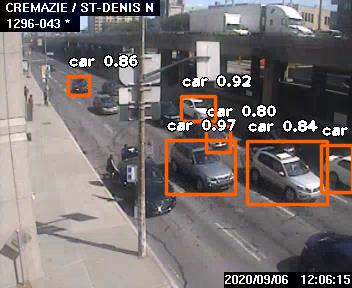 CREMAZIE / ST-DENIS N
1296-043 *
car 0.86
car 0.92
car 0.80
car 0.97
car 0.84
car
2020/09/06 12:06:15